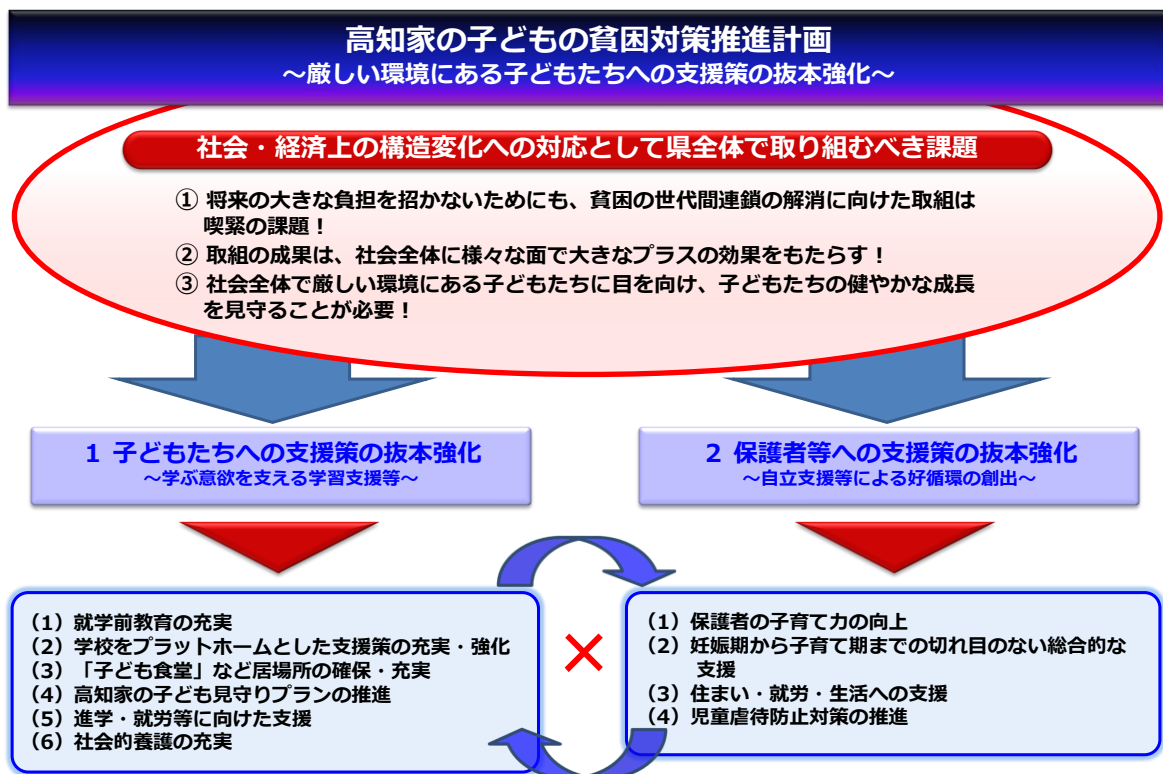 高知家の子どもの貧困対策推進計画
～厳しい環境にある子どもたちへの支援策の抜本強化～
社会・経済上の構造変化への対応として県全体で取り組むべき課題
① 将来の大きな負担を招かないためにも、貧困の世代間連鎖の解消に向けた取組は
喫緊の課題！
② 取組の成果は、社会全体に様々な面で大きなプラスの効果をもたらす！
③ 社会全体で厳しい環境にある子どもたちに目を向け、子どもたちの健やかな成長
を見守ることが必要！
1 子どもたちへの支援策の抜本強化
～学ぶ意欲を支える学習支援等～
(1) 就学前教育の充実
(2) 学校をプラットホームとした支援策の充実・強化
(3) 「子ども食堂」など居場所の確保・充実
(4) 高知家の子ども見守りプランの推進
(5) 進学・就労等に向けた支援
(6) 社会的養護の充実
×
2 保護者等への支援策の抜本強化
～自立支援等による好循環の創出～
(1) 保護者の子育て力の向上
(2) 妊娠期から子育て期までの切れ目のない総合的な
支援
(3) 住まい・就労・生活への支援
(4) 児童虐待防止対策の推進